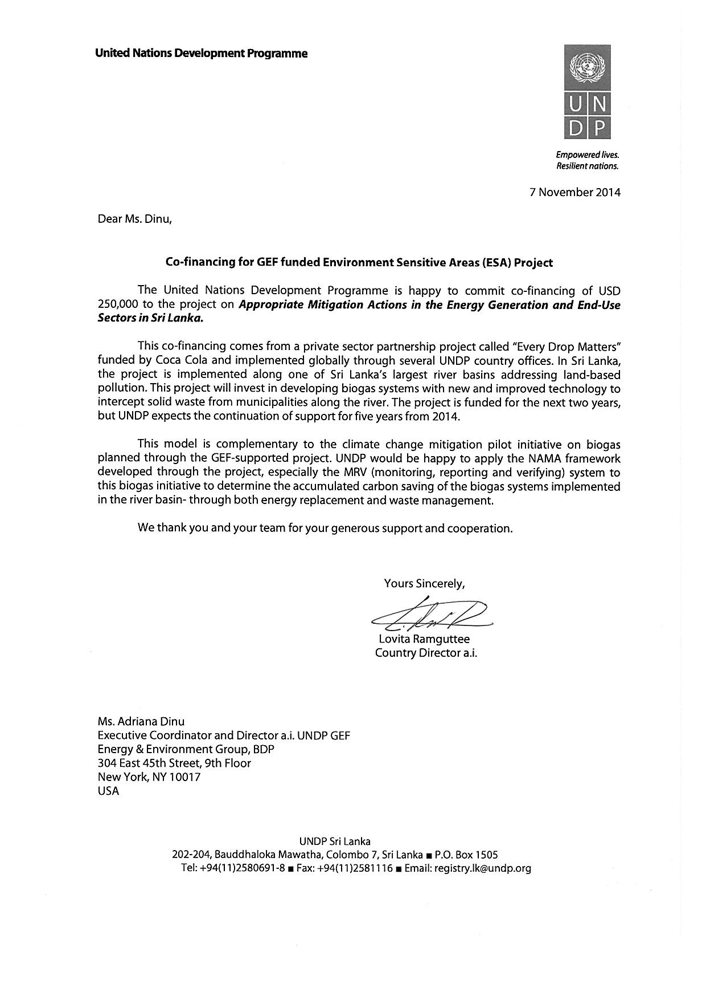 United Nations Development Programme
U N
D P
Empowered lives.
Resilient nations.
7 November 2014
Dear Ms. Dinu,
Co-financing for GEF funded Environment Sensitive Areas (ESA) Project
The United Nations Development Programme is happy to commit co-financing of USD
250,000 to the project on Appropriate Mitigation Actions in the Energy Generation and End-Use
Sectors in Sri Lanka.
This co-financing comes from a private sector partnership project called “Every Drop Matters”
funded by Coca Cola and implemented globally through several UNDP country offices. In Sri Lanka,
the project is implemented along one of Sri Lanka’s largest river basins addressing land-based
pollution. This project will invest in developing biogas systems with new and improved technology to
intercept solid waste from municipalities along the river. The project is funded for the next two years,
but UNDP expects the continuation of support for five years from 2014.
This model is complementary to the climate change mitigation pilot initiative on biogas
planned through the GEF-supported project. UNDP would be happy to apply the NAMA framework
developed through the project, especially the MRV (monitoring, reporting and verifying) system to
this biogas initiative to determine the accumulated carbon saving of the biogas systems implemented
in the river basin- through both energy replacement and waste management.
We thank you and your team for your generous support and cooperation.
Yours Sincerely,
Lovita Ramguttee
Country Director a.i.
Ms. Adriana Dinu
Executive Coordinator and Director a.i. UNDP GEF
Energy & Environment Group, BDP
304 East 45th Street, 9th Floor
New York, NY 10017
USA
UNDP Sri Lanka
202-204, Bauddhaloka Mawatha, Colombo 7, Sri Lanka ■ P.O. Box 1505
Tel: +94(11)2580691-8 ■ Fax: +94(11)2581116 ■ Email: registry.lk@undp.org